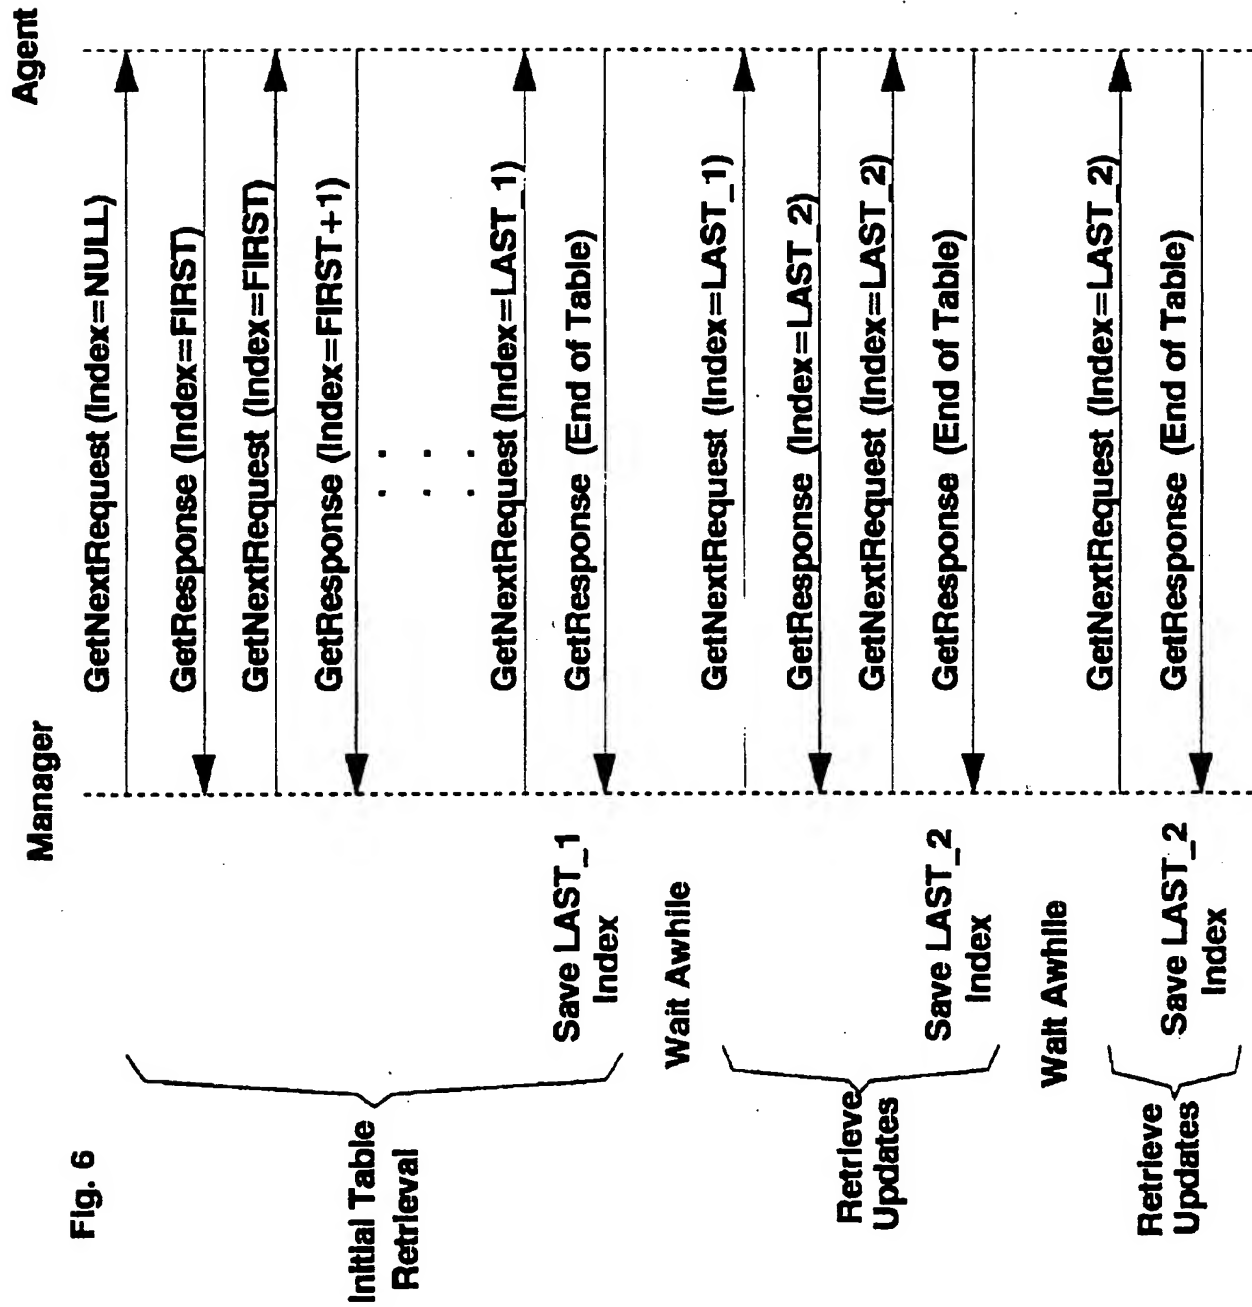 Fig. 6
Manager
Agent
Initial Table
Retrieval
GetNextRequest (Index=NULL)
GetResponse (Index=FIRST)
GetNextRequest (Index=FIRST)
GetResponse (Index=FIRST+1)
. . .
. . .
GetNextRequest (Index=LAST_1)
Save LAST_1
Index
GetResponse (End of Table)
Wait Awhile
Retrieve
Updates
GetNextRequest (Index=LAST_1)
GetResponse (Index=LAST_2)
GetNextRequest (Index=LAST_2)
Save LAST_2
Index
GetResponse (End of Table)
Wait Awhile
Retrieve
Updates
GetNextRequest (Index=LAST_2)
Save LAST_2
Index
GetResponse (End of Table)